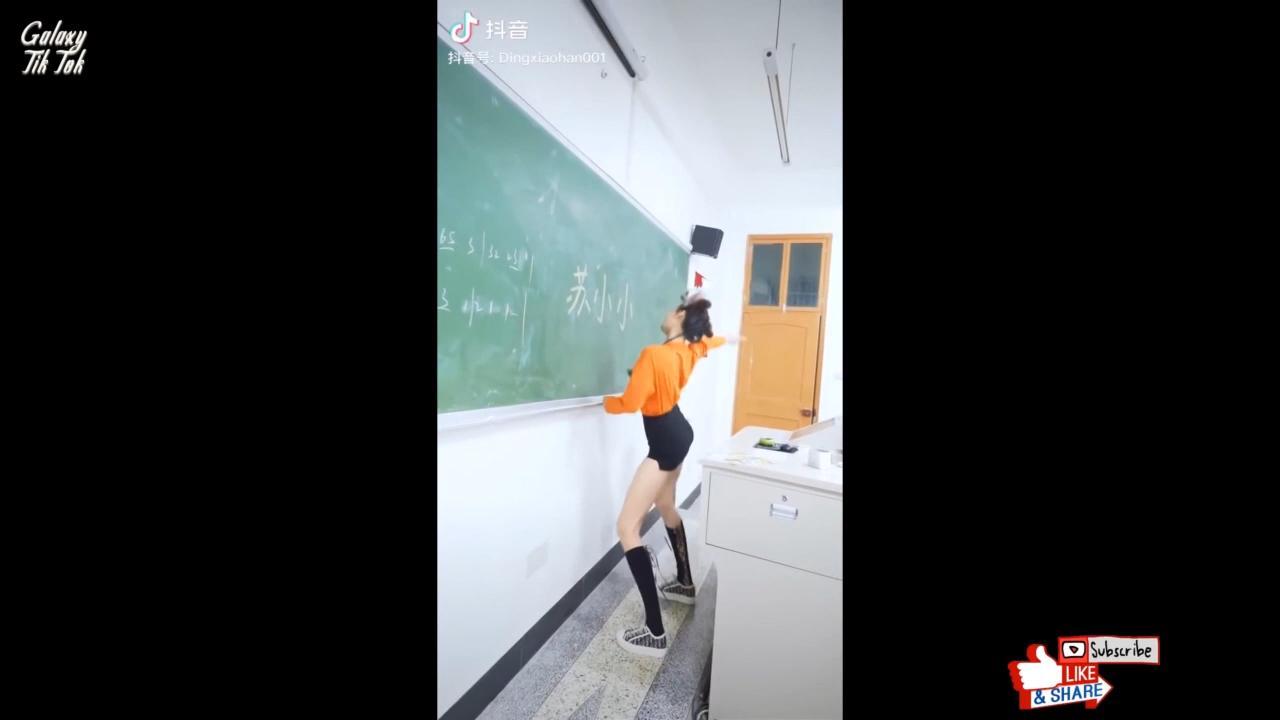 Galaxy
Tik Tok
抖音
抖音号: Dingxiaohan001
苏小小
Subscribe
LIKE
& SHARE